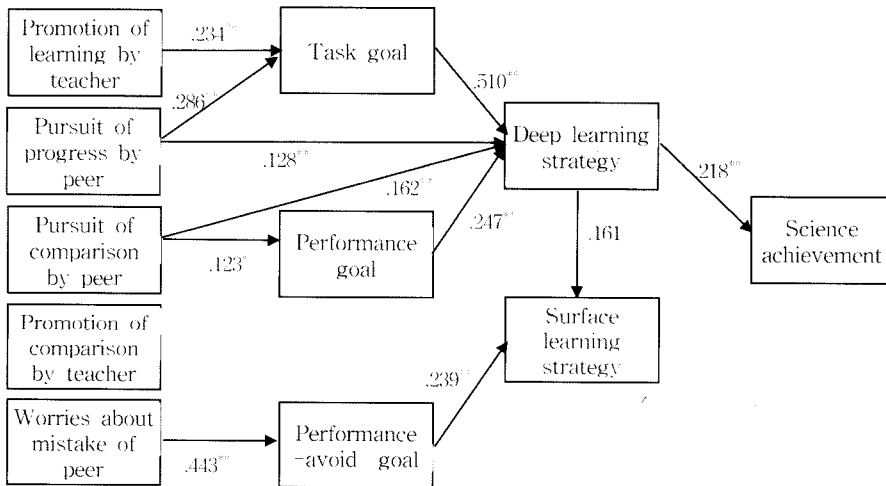 Promotion of
learning by
teacher
.234**
Task goal
.286**
.510**
Pursuit of
progress by
peer
.128**
Deep learning
strategy
.162**
.218**
Pursuit of
comparison
by peer
.123*
Performance
goal
.247**
.161
Science
achievement
Promotion of
comparison
by teacher
Surface
learning
strategy
.239**
Worries about
mistake of
peer
.443**
Performance
-avoid goal